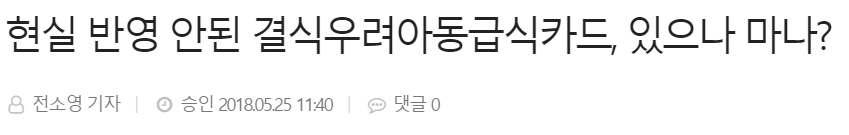 현실 반영 안된 결식우려아동급식카드, 있으나 마나?
전소영 기자 | 승인 2018.05.25 11:40 | 댓글 0